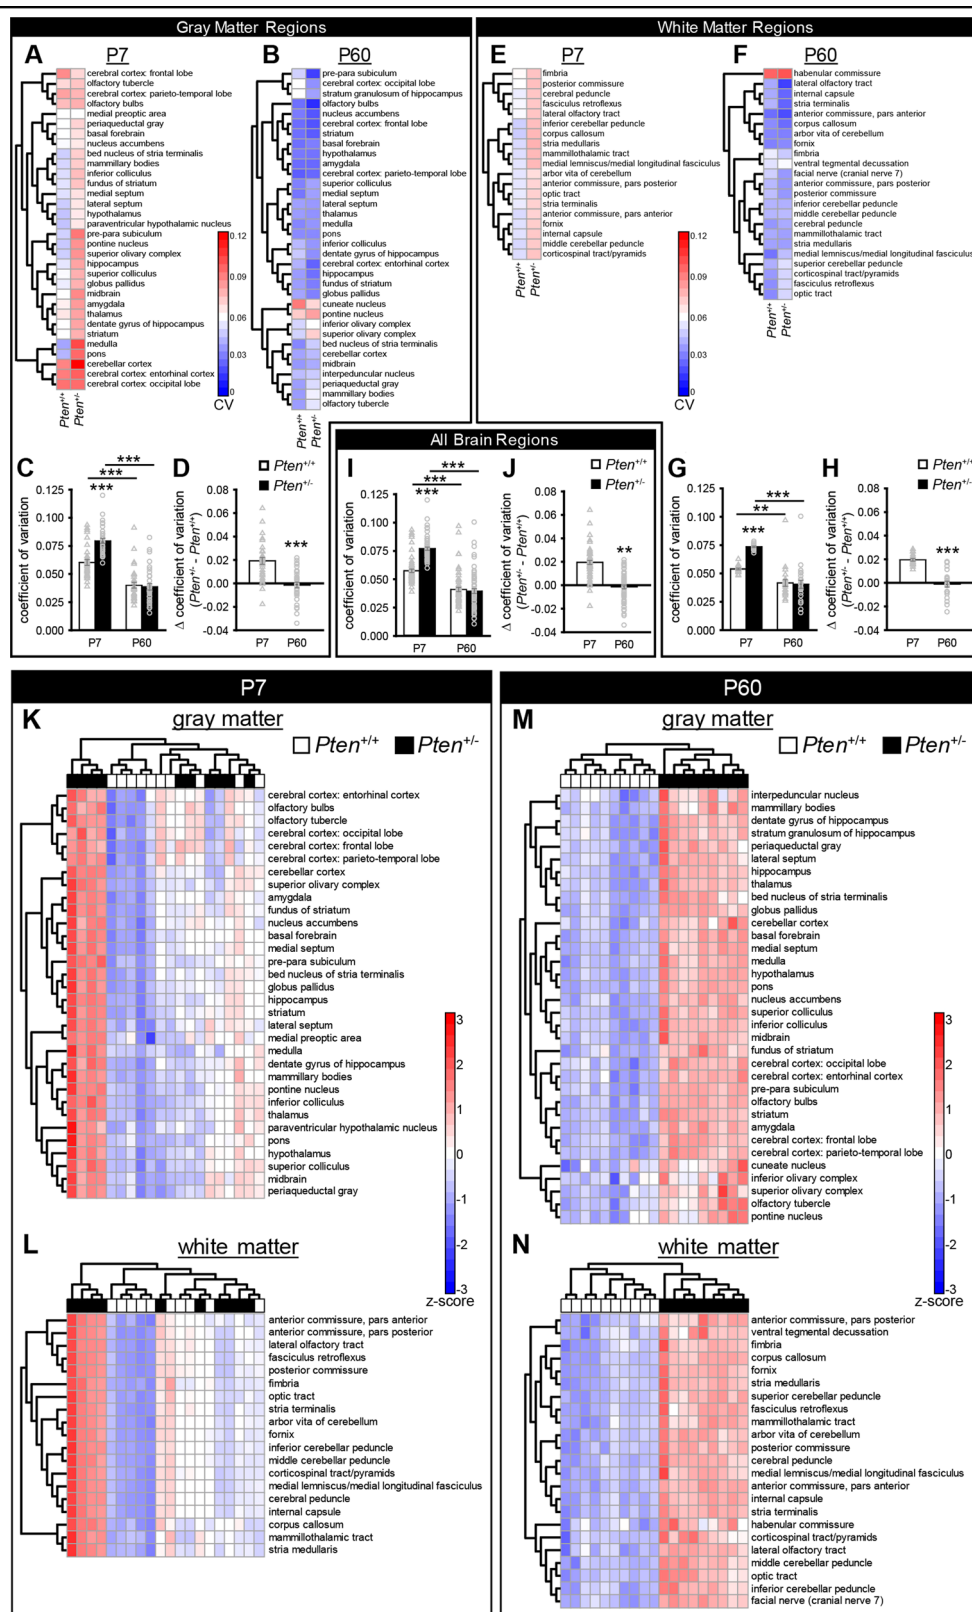 Gray Matter Regions
White Matter Regions
A
P7
cerebral cortex: frontal lobe
olfactory tubercle
cerebral cortex: parieto-temporal lobe
olfactory bulbs
medial preoptic area
periaqueductal gray
basal forebrain
nucleus accumbens
bed nucleus of stria terminalis
mammillary bodies
inferior colliculus
fundus of striatum
medial septum
lateral septum
hypothalamus
paraventricular hypothalamic nucleus
pre-para subiculum
pontine nucleus
superior olivary complex
hippocampus
superior colliculus
globus pallidus
midbrain
amygdala
thalamus
dentate gyrus of hippocampus
striatum
medulla
pons
cerebellar cortex
cerebral cortex: entorhinal cortex
cerebral cortex: occipital lobe
Pten+/+
Pten+/-
0.12
0.09
0.06
0.03
0
CV
B
P60
pre-para subiculum
cerebral cortex: occipital lobe
stratum granulosum of hippocampus
olfactory bulbs
nucleus accumbens
cerebral cortex: frontal lobe
striatum
basal forebrain
hypothalamus
amygdala
cerebral cortex: parieto-temporal lobe
superior colliculus
medial septum
lateral septum
thalamus
medulla
pons
inferior colliculus
dentate gyrus of hippocampus
cerebral cortex: entorhinal cortex
hippocampus
fundus of striatum
globus pallidus
cuneate nucleus
pontine nucleus
inferior olivary complex
superior olivary complex
bed nucleus of stria terminalis
cerebellar cortex
midbrain
interpeduncular nucleus
periaqueductal gray
mammillary bodies
olfactory tubercle
Pten+/+
Pten+/-
E
P7
fimbria
posterior commissure
cerebral peduncle
fasciculus retroflexus
lateral olfactory tract
inferior cerebellar peduncle
corpus callosum
stria medullaris
mammillothalamic tract
medial lemniscus/medial longitudinal fasciculus
arbor vita of cerebellum
anterior commissure, pars posterior
optic tract
stria terminalis
anterior commissure, pars anterior
fornix
internal capsule
middle cerebellar peduncle
corticospinal tract/pyramids
Pten+/+
Pten+/-
0.12
0.09
0.06
0.03
0
CV
F
P60
habenular commissure
lateral olfactory tract
internal capsule
stria terminalis
anterior commissure, pars anterior
corpus callosum
arbor vita of cerebellum
fornix
fimbria
ventral tegmental decussation
facial nerve (cranial nerve 7)
anterior commissure, pars posterior
posterior commissure
inferior cerebellar peduncle
middle cerebellar peduncle
cerebral peduncle
mammillothalamic tract
stria medullaris
medial lemniscus/medial longitudinal fasciculus
superior cerebellar peduncle
corticospinal tract/pyramids
fasciculus retroflexus
optic tract
Pten+/+
Pten+/-
C
coefficient of variation
0.125
0.100
0.075
0.050
0.025
0.000
***
***
***
P7
P60
D
Δ coefficient of variation
(Pten+/- - Pten+/+)
0.08
0.06
0.04
0.02
0.00
-0.02
-0.04
Pten+/+
Pten+/-
***
P7
P60
All Brain Regions
I
coefficient of variation
0.125
0.100
0.075
0.050
0.025
0.000
***
***
***
P7
P60
J
Δ coefficient of variation
(Pten+/- - Pten+/+)
0.08
0.06
0.04
0.02
0.00
-0.02
-0.04
Pten+/+
Pten+/-
**
P7
P60
G
coefficient of variation
0.125
0.100
0.075
0.050
0.025
0.000
***
**
***
P7
P60
H
Δ coefficient of variation
(Pten+/- - Pten+/+)
0.08
0.06
0.04
0.02
0.00
-0.02
-0.04
Pten+/+
Pten+/-
***
P7
P60
P7
K
gray matter
Pten+/+
Pten+/-
cerebral cortex: entorhinal cortex
olfactory bulbs
olfactory tubercle
cerebral cortex: occipital lobe
cerebral cortex: frontal lobe
cerebral cortex: parieto-temporal lobe
cerebellar cortex
superior olivary complex
amygdala
fundus of striatum
nucleus accumbens
basal forebrain
medial septum
pre-para subiculum
bed nucleus of stria terminalis
globus pallidus
hippocampus
striatum
lateral septum
medial preoptic area
medulla
dentate gyrus of hippocampus
mammillary bodies
pontine nucleus
inferior colliculus
thalamus
paraventricular hypothalamic nucleus
pons
hypothalamus
superior colliculus
midbrain
periaqueductal gray
3
2
1
0
-1
-2
-3
z-score
L
white matter
anterior commissure, pars anterior
anterior commissure, pars posterior
lateral olfactory tract
fasciculus retroflexus
posterior commissure
fimbria
optic tract
stria terminalis
arbor vita of cerebellum
fornix
inferior cerebellar peduncle
middle cerebellar peduncle
corticospinal tract/pyramids
medial lemniscus/medial longitudinal fasciculus
cerebral peduncle
internal capsule
corpus callosum
mammillothalamic tract
stria medullaris
P60
M
gray matter
Pten+/+
Pten+/-
interpeduncular nucleus
mammillary bodies
dentate gyrus of hippocampus
stratum granulosum of hippocampus
periaqueductal gray
lateral septum
hippocampus
thalamus
bed nucleus of stria terminalis
globus pallidus
cerebellar cortex
basal forebrain
medial septum
medulla
hypothalamus
pons
nucleus accumbens
superior colliculus
inferior colliculus
midbrain
fundus of striatum
cerebral cortex: occipital lobe
cerebral cortex: entorhinal cortex
pre-para subiculum
olfactory bulbs
striatum
amygdala
cerebral cortex: frontal lobe
cerebral cortex: parieto-temporal lobe
cuneate nucleus
inferior olivary complex
superior olivary complex
olfactory tubercle
pontine nucleus
3
2
1
0
-1
-2
-3
z-score
N
white matter
anterior commissure, pars posterior
ventral tegmental decussation
fimbria
corpus callosum
fornix
stria medullaris
superior cerebellar peduncle
fasciculus retroflexus
mammillothalamic tract
arbor vita of cerebellum
posterior commissure
cerebral peduncle
medial lemniscus/medial longitudinal fasciculus
anterior commissure, pars anterior
internal capsule
stria terminalis
habenular commissure
corticospinal tract/pyramids
lateral olfactory tract
middle cerebellar peduncle
optic tract
inferior cerebellar peduncle
facial nerve (cranial nerve 7)